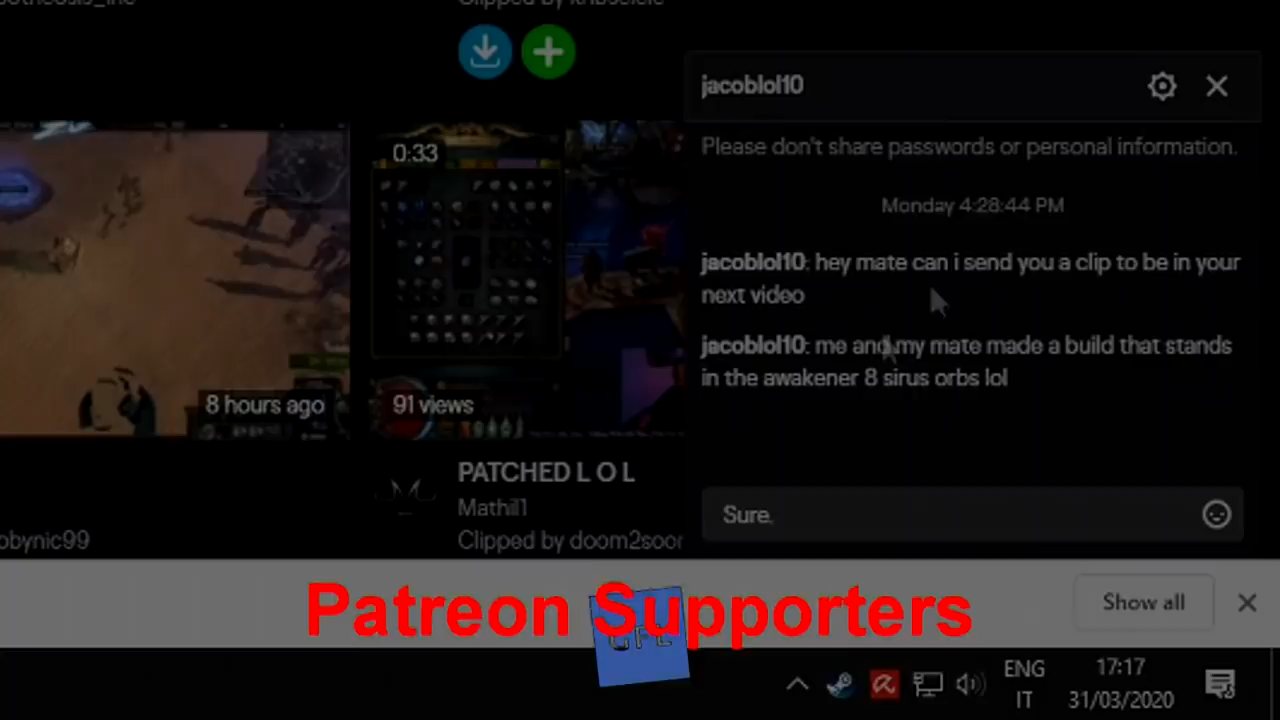 0:33
8 hours ago
91 views
PATCHED L O L
Mathil1
obynic99
Clipped by doom2soon
jacoblol10
Please don't share passwords or personal information.
Monday 4:28:44 PM
jacoblol10: hey mate can i send you a clip to be in your
next video
jacoblol10: me and my mate made a build that stands
in the awakener 8 sirus orbs lol
Sure.
Patreon Supporters
GFE
Show all
ENG
IT
17:17
31/03/2020